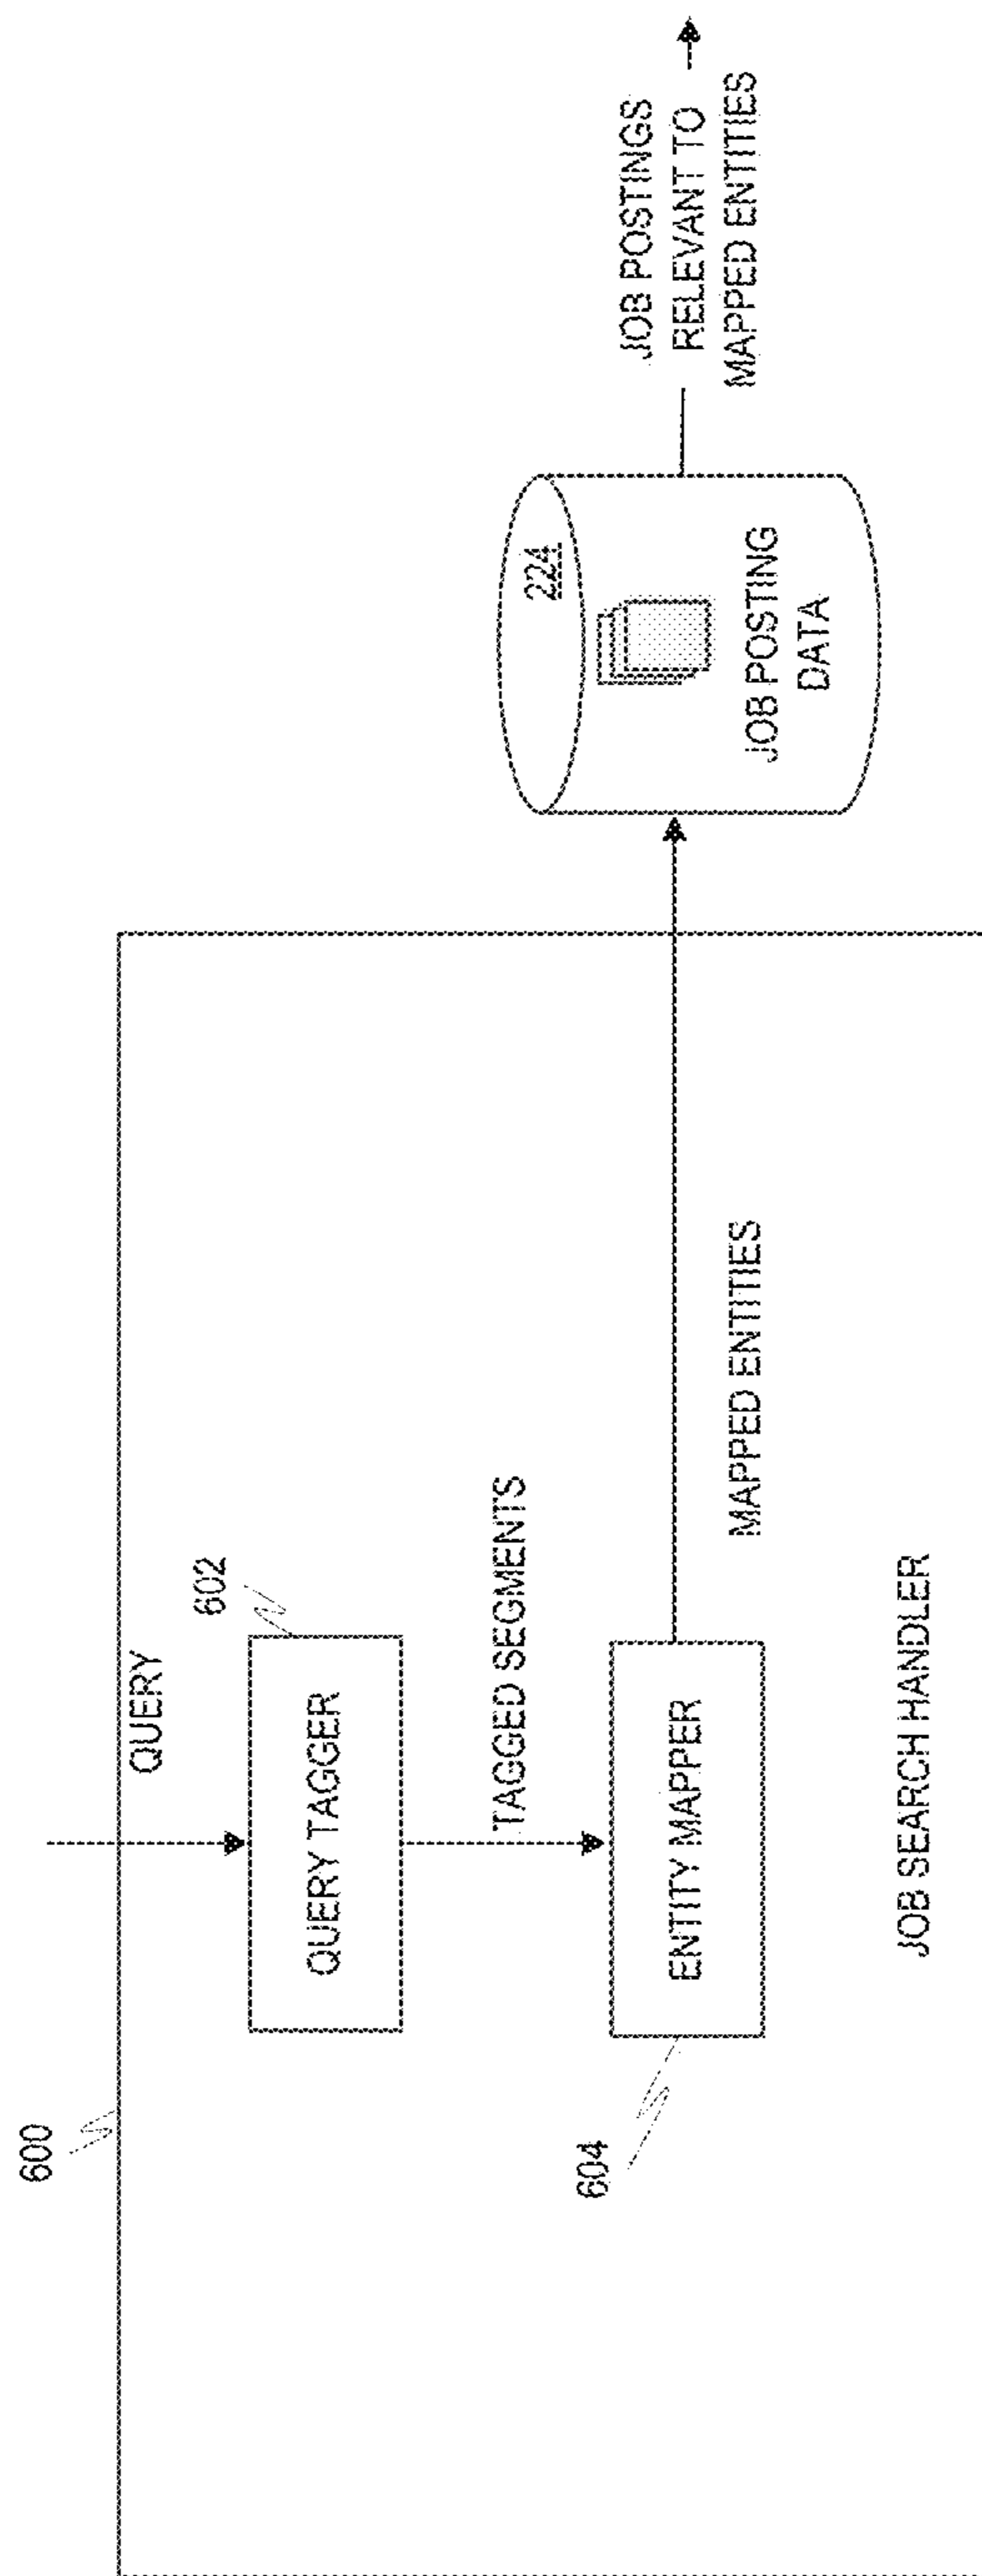 600
QUERY
602
QUERY TAGGER
TAGGED SEGMENTS
604
ENTITY MAPPER
MAPPED ENTITIES
JOB SEARCH HANDLER
224
JOB POSTING
DATA
JOB POSTINGS
RELEVANT TO
MAPPED ENTITIES